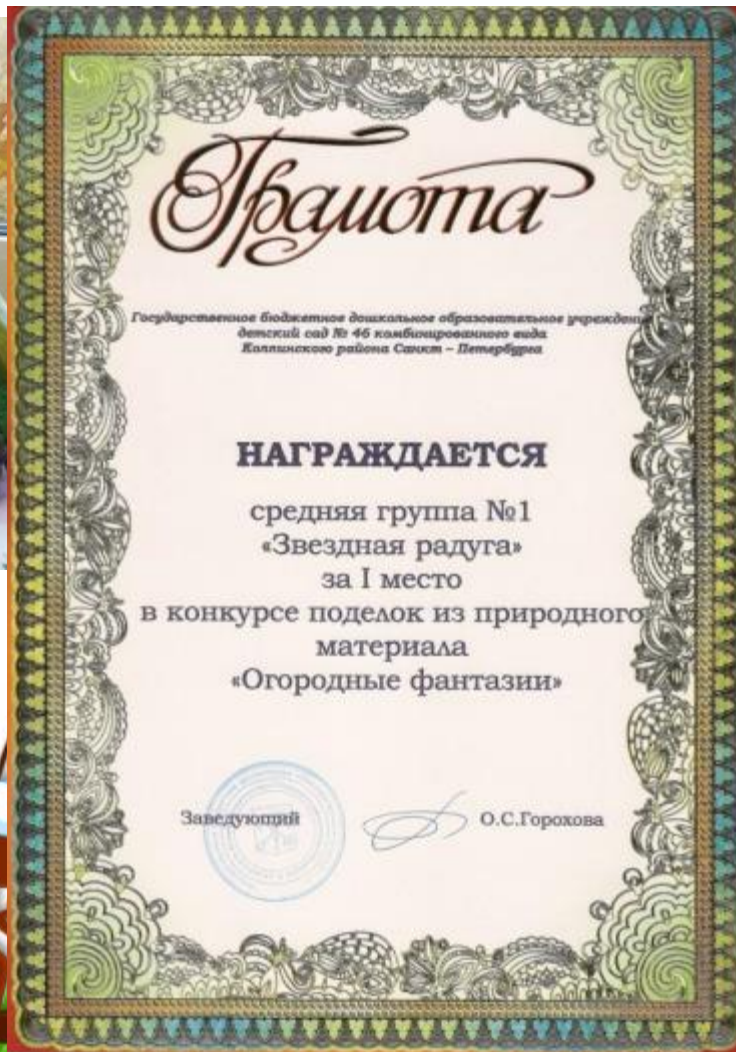 Грамота
Государственное бюджетное дошкольное образовательное учреждение
детский сад № 46 комбинированного вида
Колпинского района Санкт – Петербурга
НАГРАЖДАЕТСЯ
средняя группа №1
«Звездная радуга»
за I место
в конкурсе поделок из природного
материала
«Огородные фантазии»
Заведующий О.С.Горохова